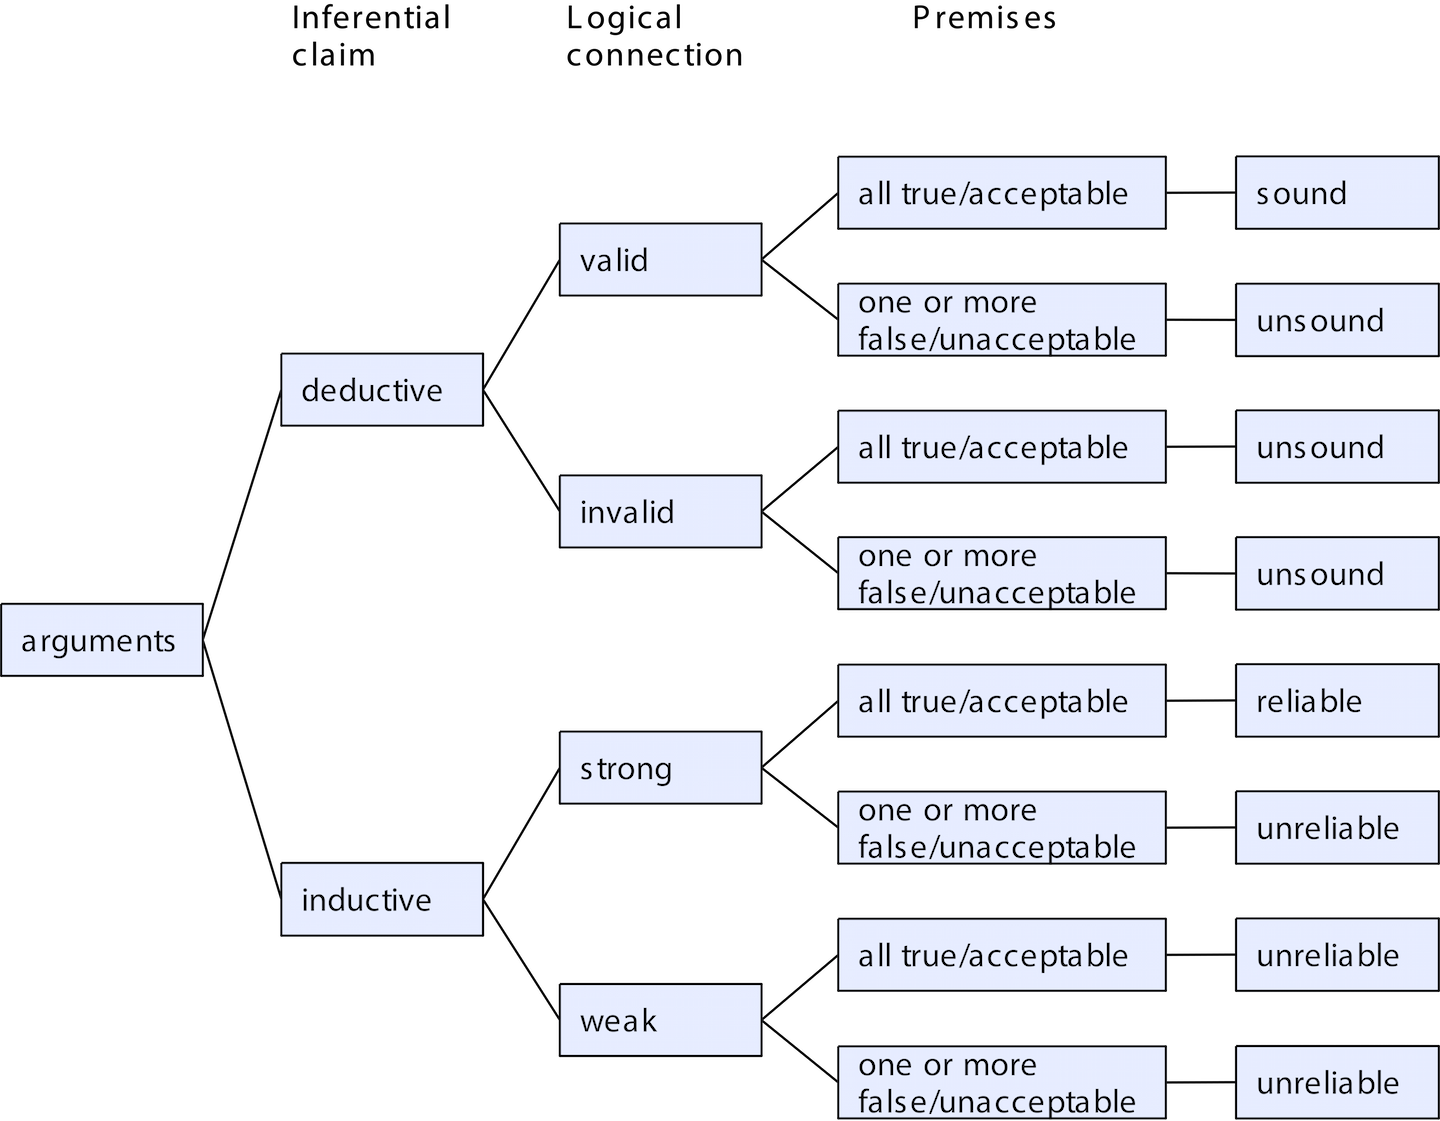 Inferential
claim
Logical
connection
Premises
all true/acceptable
sound
valid
one or more
false/unacceptable
unsound
deductive
all true/acceptable
unsound
invalid
one or more
false/unacceptable
unsound
arguments
all true/acceptable
reliable
strong
one or more
false/unacceptable
unreliable
inductive
all true/acceptable
unreliable
weak
one or more
false/unacceptable
unreliable